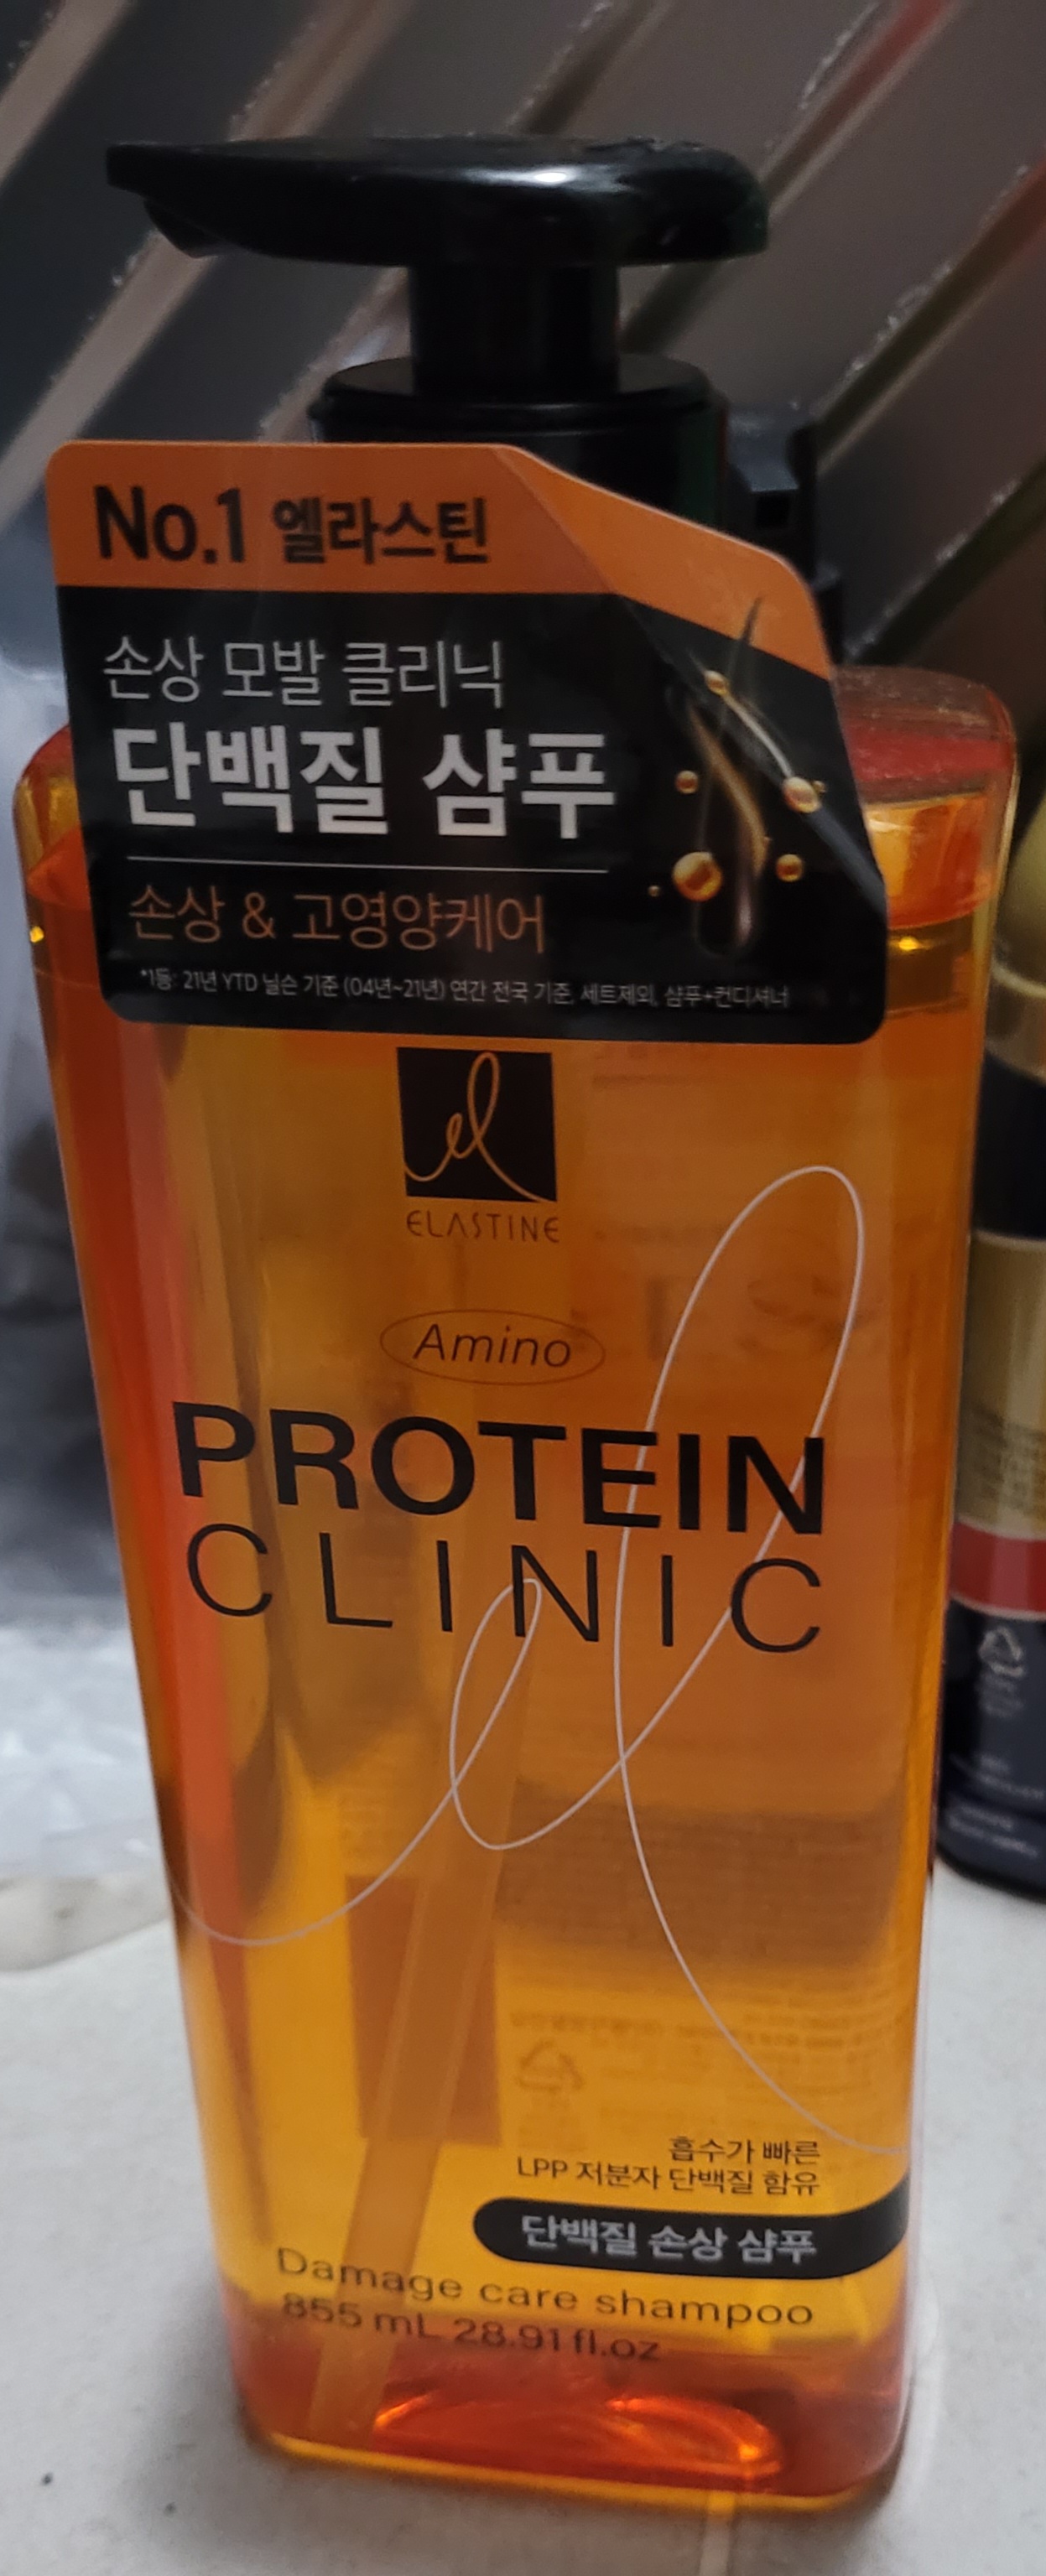 No.1 엘라스틴
손상 모발 클리닉
단백질 샴푸
손상 & 고영양케어
*1등: 21년 YTD 닐슨 기준 (04년~21년) 연간 전국 기준, 세트제외, 샴푸+컨디셔너
ELASTINE
Amino
PROTEIN
CLINIC
흡수가 빠른
LPP 저분자 단백질 함유
단백질 손상 샴푸
Damage care shampoo
855 mL 28.91 fl.oz